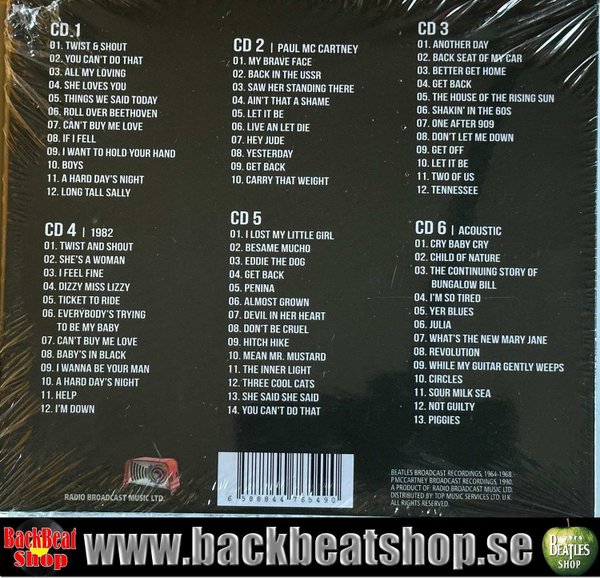 CD.1
01. TWIST & SHOUT
02. YOU CAN'T DO THAT
03. ALL MY LOVING
04. SHE LOVES YOU
05. THINGS WE SAID TODAY
06. ROLL OVER BEETHOVEN
07. CAN'T BUY ME LOVE
08. IF I FELL
09. I WANT TO HOLD YOUR HAND
10. BOYS
11. A HARD DAY'S NIGHT
12. LONG TALL SALLY
CD 2 | PAUL MC CARTNEY
01. MY BRAVE FACE
02. BACK IN THE USSR
03. SAW HER STANDING THERE
04. AIN'T THAT A SHAME
05. LET IT BE
06. LIVE AN LET DIE
07. HEY JUDE
08. YESTERDAY
09. GET BACK
10. CARRY THAT WEIGHT
CD 3
01. ANOTHER DAY
02. BACK SEAT OF MY CAR
03. BETTER GET HOME
04. GET BACK
05. THE HOUSE OF THE RISING SUN
06. SHAKIN' IN THE 60S
07. ONE AFTER 909
08. DON'T LET ME DOWN
09. GET OFF
10. LET IT BE
11. TWO OF US
12. TENNESSEE
CD 4 | 1982
01. TWIST AND SHOUT
02. SHE'S A WOMAN
03. I FEEL FINE
04. DIZZY MISS LIZZY
05. TICKET TO RIDE
06. EVERYBODY'S TRYING
TO BE MY BABY
07. CAN'T BUY ME LOVE
08. BABY'S IN BLACK
09. I WANNA BE YOUR MAN
10. A HARD DAY'S NIGHT
11. HELP
12. I'M DOWN
CD 5
01. I LOST MY LITTLE GIRL
02. BESAME MUCHO
03. EDDIE THE DOG
04. GET BACK
05. PENINA
06. ALMOST GROWN
07. DEVIL IN HER HEART
08. DON'T BE CRUEL
09. HITCH HIKE
10. MEAN MR. MUSTARD
11. THE INNER LIGHT
12. THREE COOL CATS
13. SHE SAID SHE SAID
14. YOU CAN'T DO THAT
CD 6 | ACOUSTIC
01. CRY BABY CRY
02. CHILD OF NATURE
03. THE CONTINUING STORY OF
BUNGALOW BILL
04. I'M SO TIRED
05. YER BLUES
06. JULIA
07. WHAT'S THE NEW MARY JANE
08. REVOLUTION
09. WHILE MY GUITAR GENTLY WEEPS
10. CIRCLES
11. SOUR MILK SEA
12. NOT GUILTY
13. PIGGIES
RADIO BROADCAST MUSIC LTD.
6 588844 765490
BEATLES BROADCAST RECORDINGS, 1964-1968.
P.MCCARTNEY BROADCAST RECORDINGS, 1990.
A PRODUCT OF: RADIO BROADCAST MUSIC LTD.
DISTRIBUTED BY TOP MUSIC SERVICES LTD. U.K.
ALL RIGHTS RESERVED.
BackBeat
Shop
www.backbeatshop.se
BEATLES
SHOP